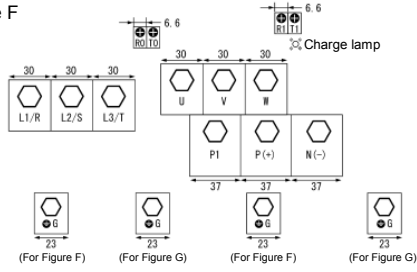 e F
6.6
6.6
R0 T0
R1 T1
Charge lamp
30 30 30
30 30 30
L1/R L2/S L3/T
U V W
P1 P(+) N(-)
37 37 37
G G G G
23 23 23 23
(For Figure F) (For Figure G) (For Figure F) (For Figure G)